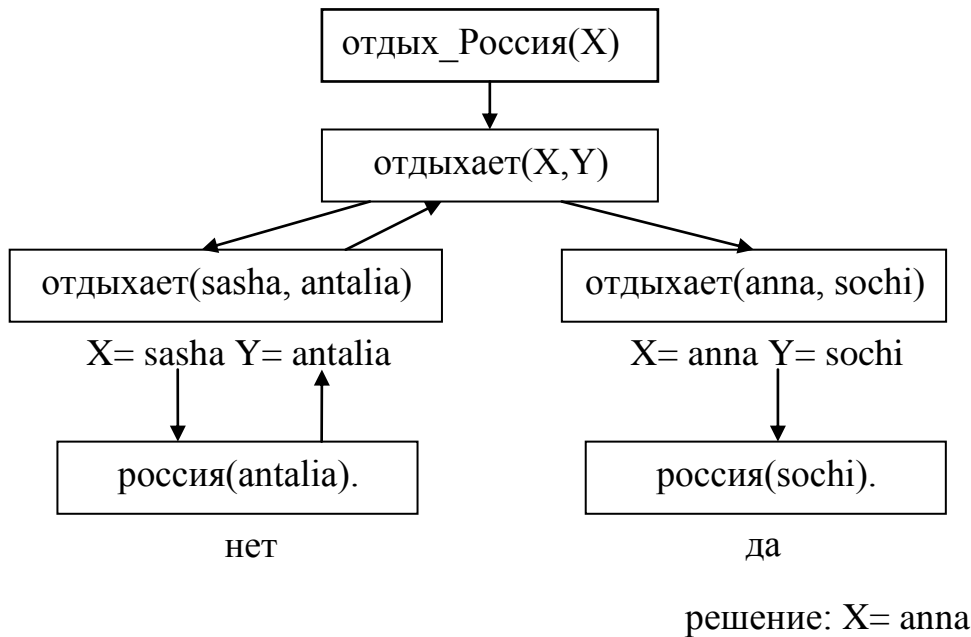 отдых_Россия(X)
отдыхает(X,Y)
отдыхает(sasha, antalia) отдыхает(anna, sochi)
X= sasha Y= antalia X= anna Y= sochi
россия(antalia). россия(sochi).
нет да
решение: X= anna